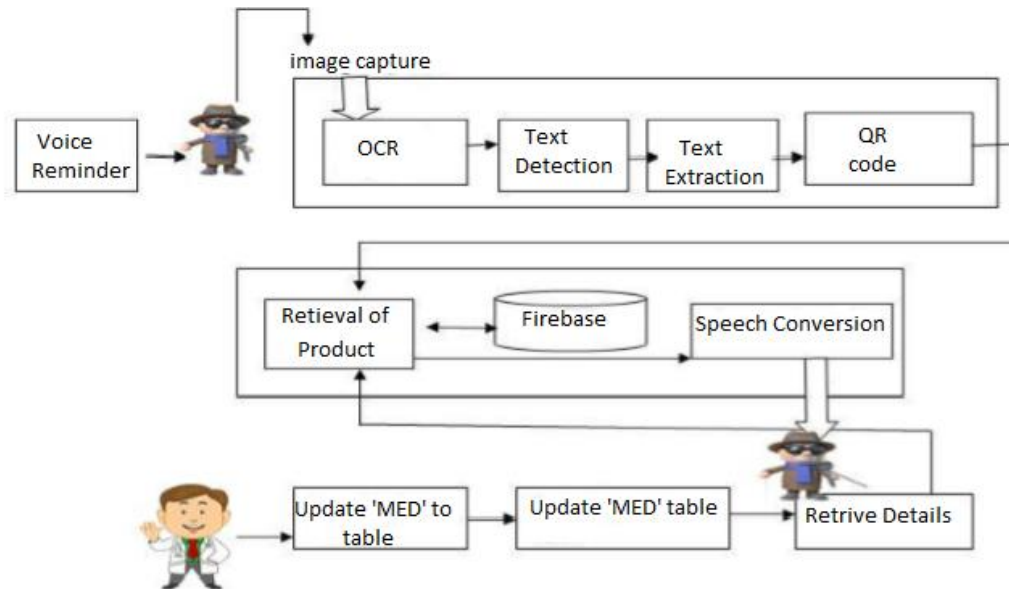 image capture
Voice
Reminder
OCR
Text
Detection
Text
Extraction
QR
code
Retieval of
Product
Firebase
Speech Conversion
Update 'MED' to
table
Update 'MED' table
Retrive Details